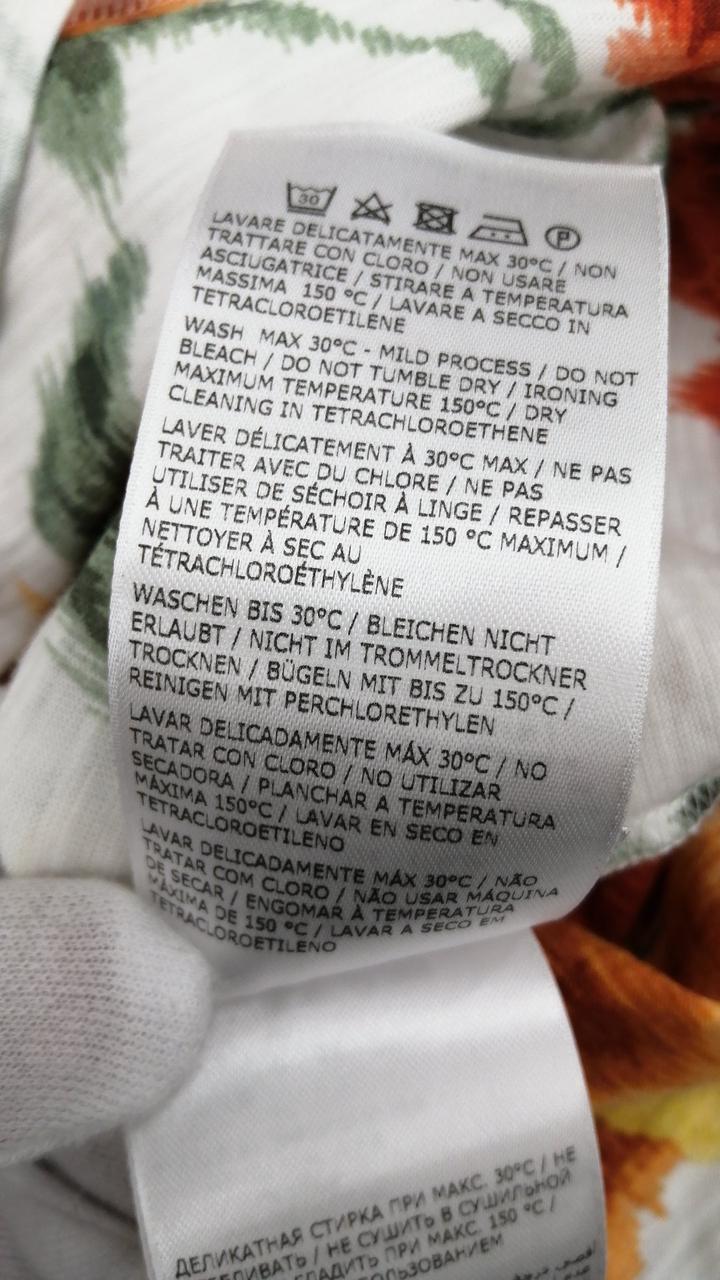 30 P
LAVARE DELICATAMENTE MAX 30°C / NON
TRATTARE CON CLORO / NON USARE
ASCIUGATRICE / STIRARE A TEMPERATURA
MASSIMA 150 °C / LAVARE A SECCO IN
TETRACLOROETILENE
WASH MAX 30°C - MILD PROCESS / DO NOT
BLEACH / DO NOT TUMBLE DRY / IRONING
MAXIMUM TEMPERATURE 150°C / DRY
CLEANING IN TETRACHLOROETHENE
LAVER DÉLICATEMENT À 30°C MAX / NE PAS
TRAITER AVEC DU CHLORE / NE PAS
UTILISER DE SÉCHOIR À LINGE / REPASSER
À UNE TEMPÉRATURE DE 150 °C MAXIMUM /
NETTOYER À SEC AU
TÉTRACHLOROÉTHYLÈNE
WASCHEN BIS 30°C / BLEICHEN NICHT
ERLAUBT / NICHT IM TROMMELTROCKNER
TROCKNEN / BÜGELN MIT BIS ZU 150°C /
REINIGEN MIT PERCHLORETHYLEN
LAVAR DELICADAMENTE MÁX 30°C / NO
TRATAR CON CLORO / NO UTILIZAR
SECADORA / PLANCHAR A TEMPERATURA
MÁXIMA 150°C / LAVAR EN SECO EN
TETRACLOROETILENO
LAVAR DELICADAMENTE MÁX 30°C / NÃO
TRATAR COM CLORO / NÃO USAR MÁQUINA
DE SECAR / ENGOMAR À TEMPERATURA
MÁXIMA DE 150 °C / LAVAR A SECO EM
TETRACLOROETILENO
ДЕЛИКАТНАЯ СТИРКА ПРИ МАКС. 30°C / НЕ
/ НЕ СУШИТЬ В СУШИЛЬНОЙ
ГЛАДИТЬ ПРИ МАКС. 150 °C /